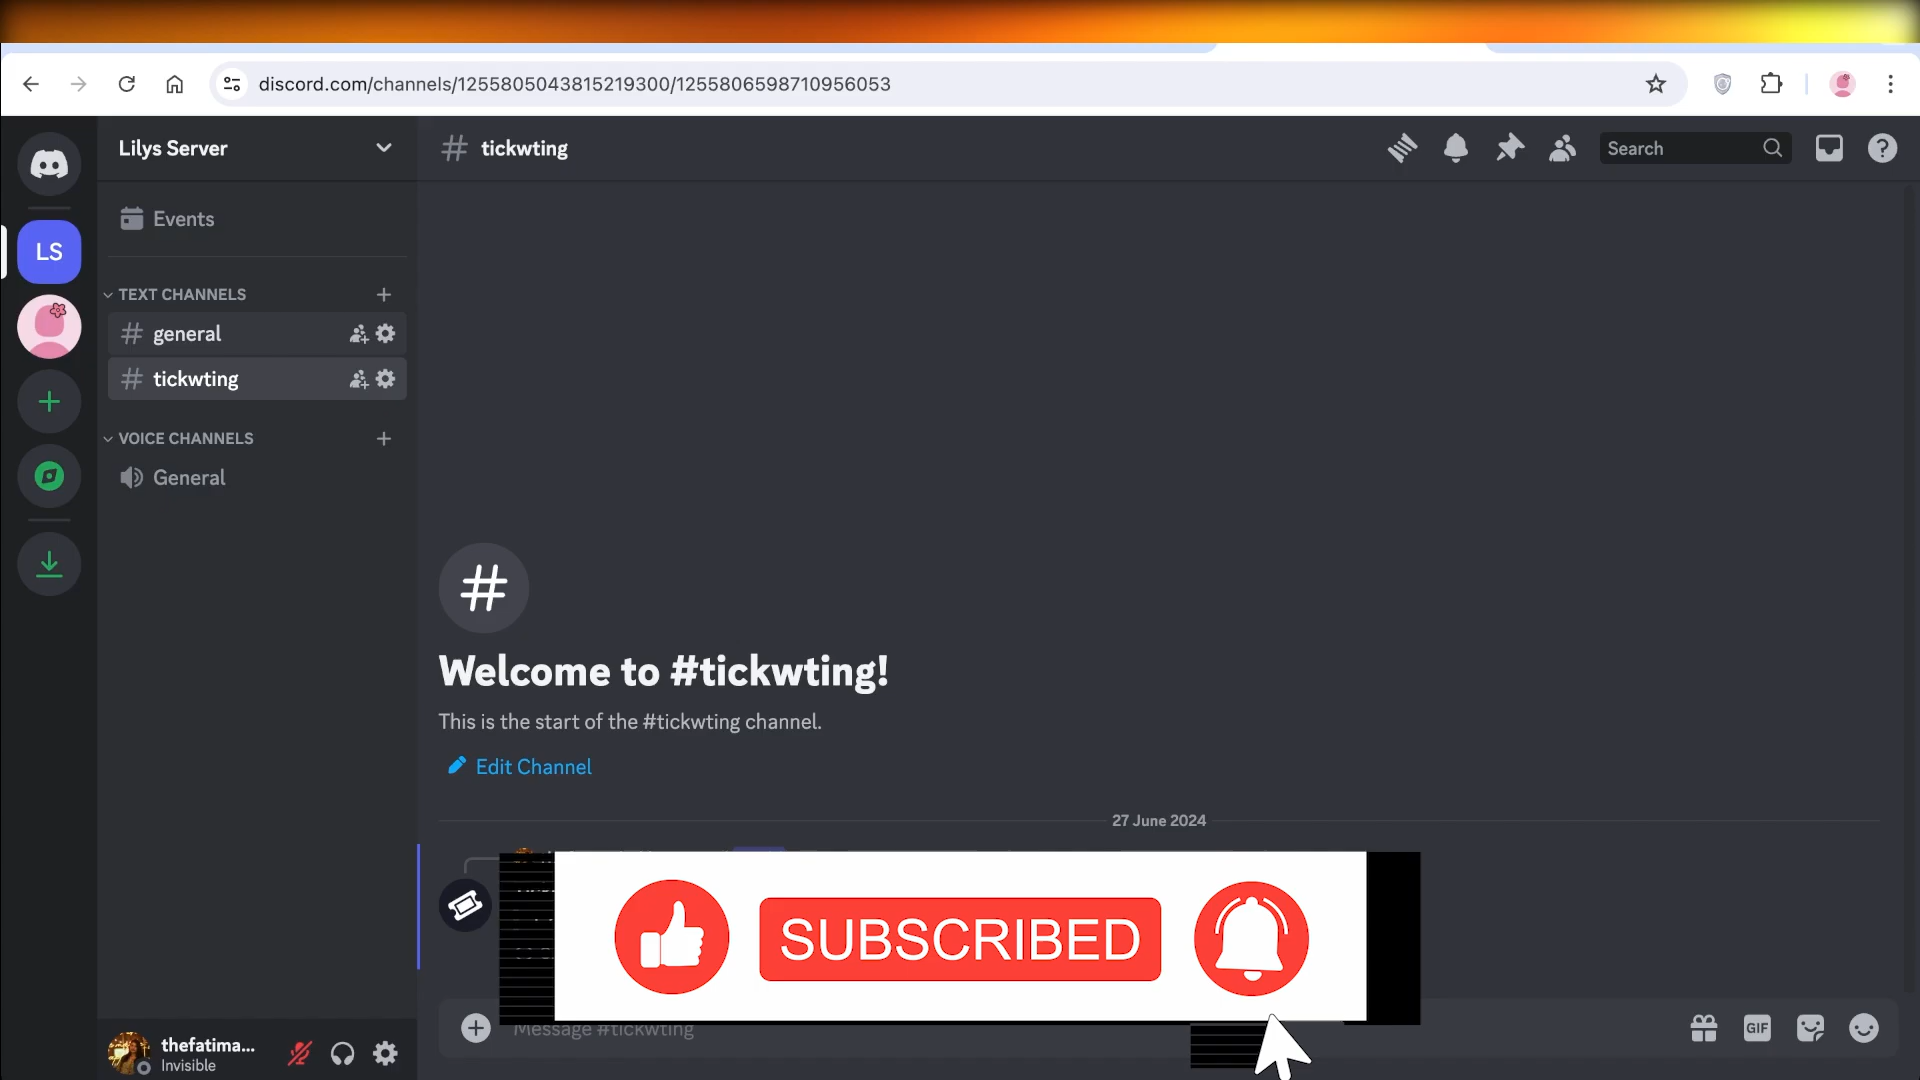 discord.com/channels/1255805043815219300/1255806598710956053
Lilys Server
# tickwting
Search
Events
LS
TEXT CHANNELS
# general
# tickwting
VOICE CHANNELS
General
#
Welcome to #tickwting!
This is the start of the #tickwting channel.
Edit Channel
27 June 2024
SUBSCRIBED
Message #tickwting
GIF
thefatima...
Invisible